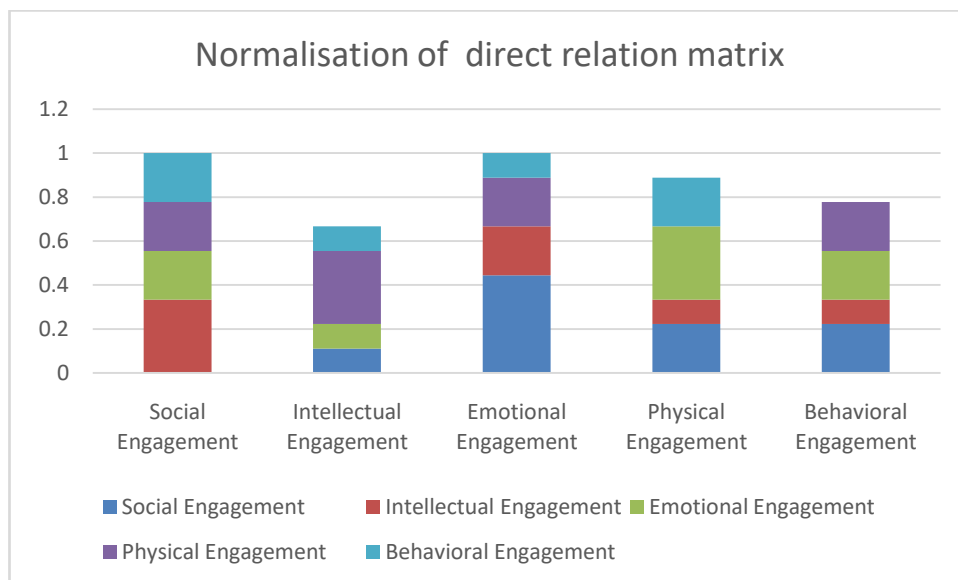 Normalisation of  direct relation matrix
1.2
1
0.8
0.6
0.4
0.2
0
Social Engagement
Intellectual Engagement
Emotional Engagement
Physical Engagement
Behavioral Engagement
Social Engagement
Intellectual Engagement
Emotional Engagement
Physical Engagement
Behavioral Engagement